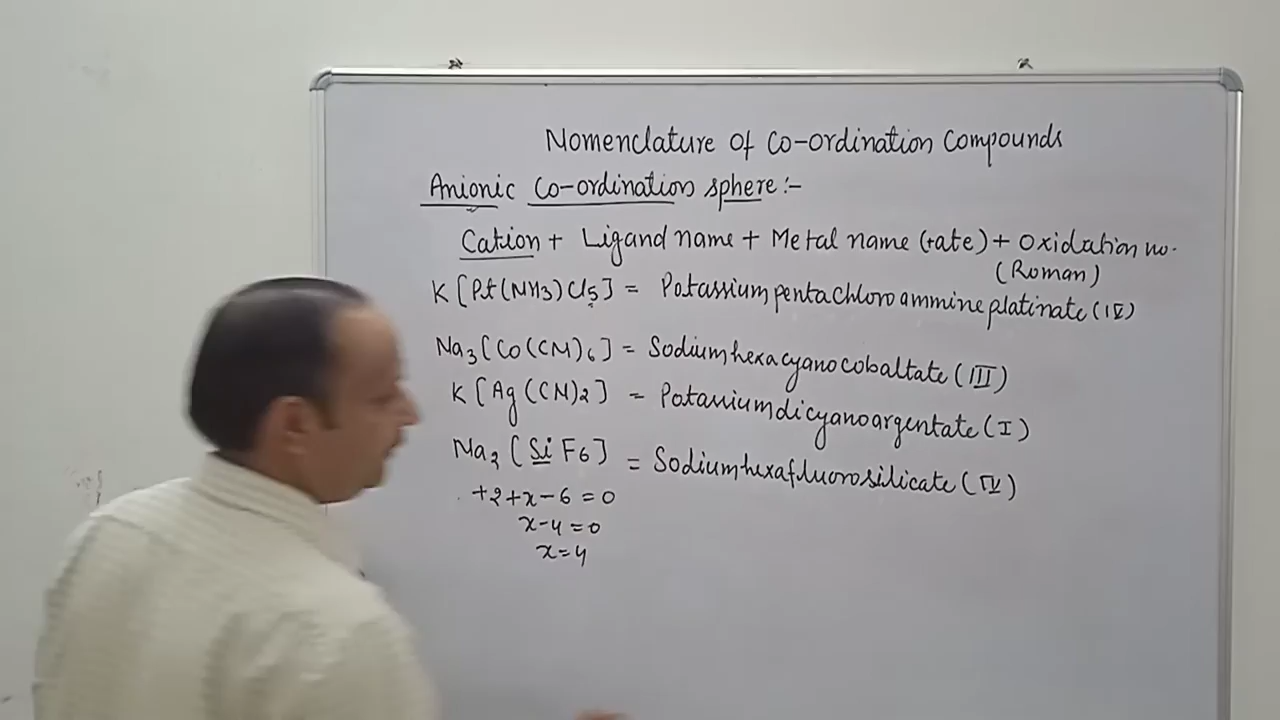 Nomenclature of Co-ordination Compounds
Anionic Co-ordination sphere:-
Cation + Ligand name + Metal name (+ate) + Oxidation no.
(Roman)
K [Pt(NH3)Cl5] = Potassium pentachloro ammine platinate (IV)
Na3 [Co(CN)6] = Sodium hexacyano cobaltate (III)
K [Ag(CN)2] = Potassium dicyano argentate (I)
Na2 [Si F6] = Sodium hexafluoro silicate (IV)
+2+x-6=0
x-4=0
x=4